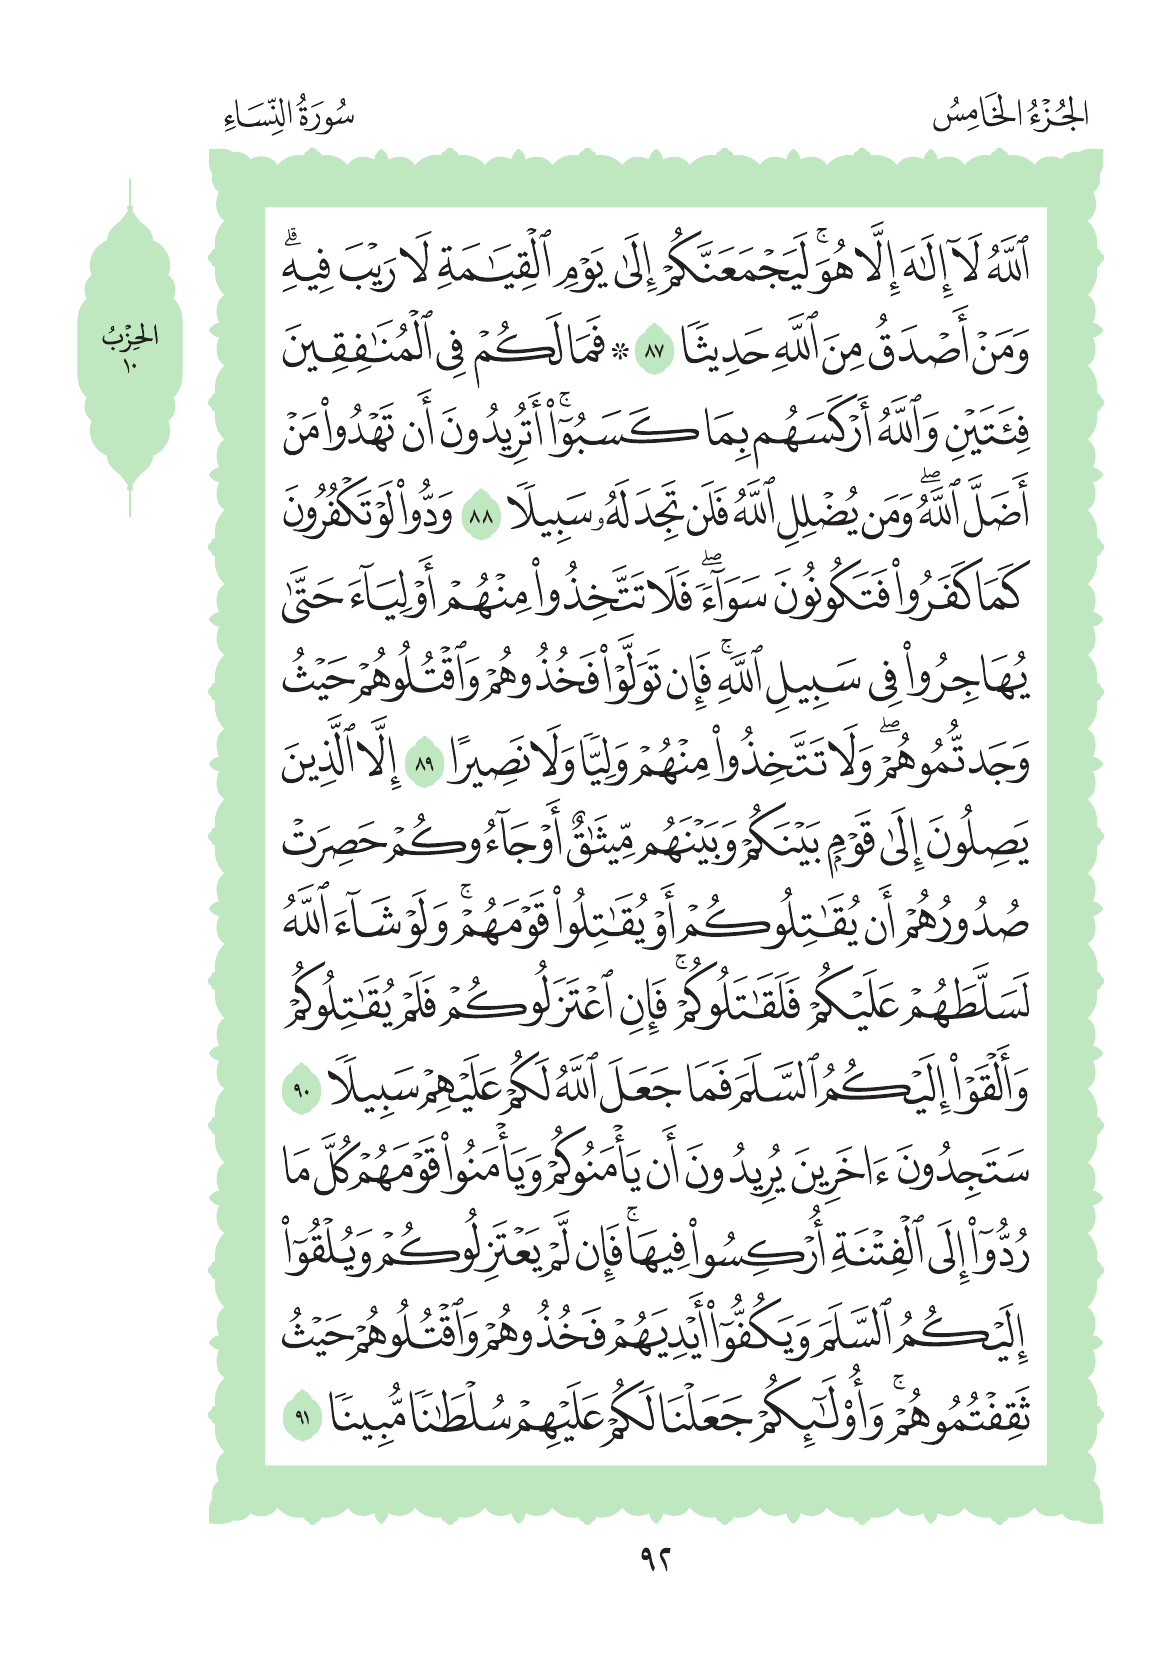 الجُزْءُ الخَامِسُ
سُورَةُ النِّسَاءِ
الحِزْبُ
١٠
ٱللَّهُ لَآ إِلَٰهَ إِلَّا هُوَۚ لَيَجْمَعَنَّكُمْ إِلَىٰ يَوْمِ ٱلْقِيَٰمَةِ لَا رَيْبَ فِيهِۗ
وَمَنْ أَصْدَقُ مِنَ ٱللَّهِ حَدِيثًا ٨٧ ۞ فَمَا لَكُمْ فِي ٱلْمُنَٰفِقِينَ
فِئَتَيْنِ وَٱللَّهُ أَرْكَسَهُم بِمَا كَسَبُوٓاْۚ أَتُرِيدُونَ أَن تَهْدُواْ مَنْ
أَضَلَّ ٱللَّهُۖ وَمَن يُضْلِلِ ٱللَّهُ فَلَن تَجِدَ لَهُۥ سَبِيلًا ٨٨ وَدُّواْ لَوْ تَكْفُرُونَ
كَمَا كَفَرُواْ فَتَكُونُونَ سَوَآءًۖ فَلَا تَتَّخِذُواْ مِنْهُمْ أَوْلِيَآءَ حَتَّىٰ
يُهَاجِرُواْ فِي سَبِيلِ ٱللَّهِۚ فَإِن تَوَلَّوْاْ فَخُذُوهُمْ وَٱقْتُلُوهُمْ حَيْثُ
وَجَدتُّمُوهُمْۖ وَلَا تَتَّخِذُواْ مِنْهُمْ وَلِيًّا وَلَا نَصِيرًا ٨٩ إِلَّا ٱلَّذِينَ
يَصِلُونَ إِلَىٰ قَوْمِۭ بَيْنَكُمْ وَبَيْنَهُم مِّيثَٰقٌ أَوْ جَآءُوكُمْ حَصِرَتْ
صُدُورُهُمْ أَن يُقَٰتِلُوكُمْ أَوْ يُقَٰتِلُواْ قَوْمَهُمْۚ وَلَوْ شَآءَ ٱللَّهُ
لَسَلَّطَهُمْ عَلَيْكُمْ فَلَقَٰتَلُوكُمْۚ فَإِنِ ٱعْتَزَلُوكُمْ فَلَمْ يُقَٰتِلُوكُمْ
وَأَلْقَوْاْ إِلَيْكُمُ ٱلسَّلَمَ فَمَا جَعَلَ ٱللَّهُ لَكُمْ عَلَيْهِمْ سَبِيلًا ٩٠
سَتَجِدُونَ ءَاخَرِينَ يُرِيدُونَ أَن يَأْمَنُوكُمْ وَيَأْمَنُواْ قَوْمَهُمْ كُلَّ مَا
رُدُّوٓاْ إِلَى ٱلْفِتْنَةِ أُرْكِسُواْ فِيهَاۚ فَإِن لَّمْ يَعْتَزِلُوكُمْ وَيُلْقُوٓاْ
إِلَيْكُمُ ٱلسَّلَمَ وَيَكُفُّوٓاْ أَيْدِيَهُمْ فَخُذُوهُمْ وَٱقْتُلُوهُمْ حَيْثُ
ثَقِفْتُمُوهُمْۚ وَأُوْلَٰٓئِكُمْ جَعَلْنَا لَكُمْ عَلَيْهِمْ سُلْطَٰنًا مُّبِينًا ٩١
٩٢